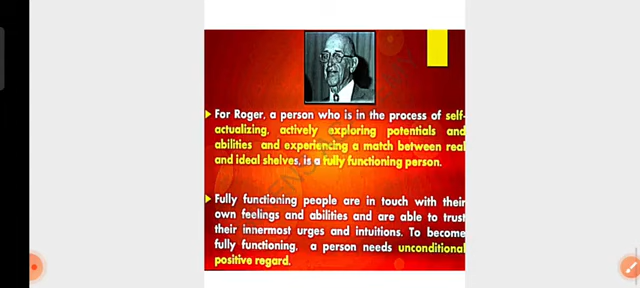 For Roger, a person who is in the process of self-
actualizing, actively exploring potentials and
abilities and experiencing a match between real
and ideal shelves, is a fully functioning person.
Fully functioning people are in touch with their
own feelings and abilities and are able to trust
their innermost urges and intuitions. To become
fully functioning, a person needs unconditional
positive regard.